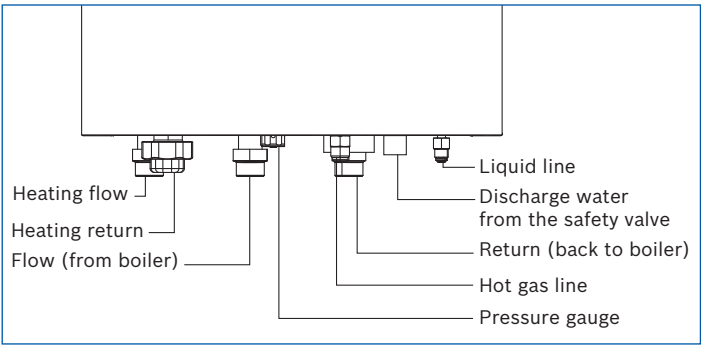 Heating flow
Heating return
Flow (from boiler)
Liquid line
Discharge water
from the safety valve
Return (back to boiler)
Hot gas line
Pressure gauge